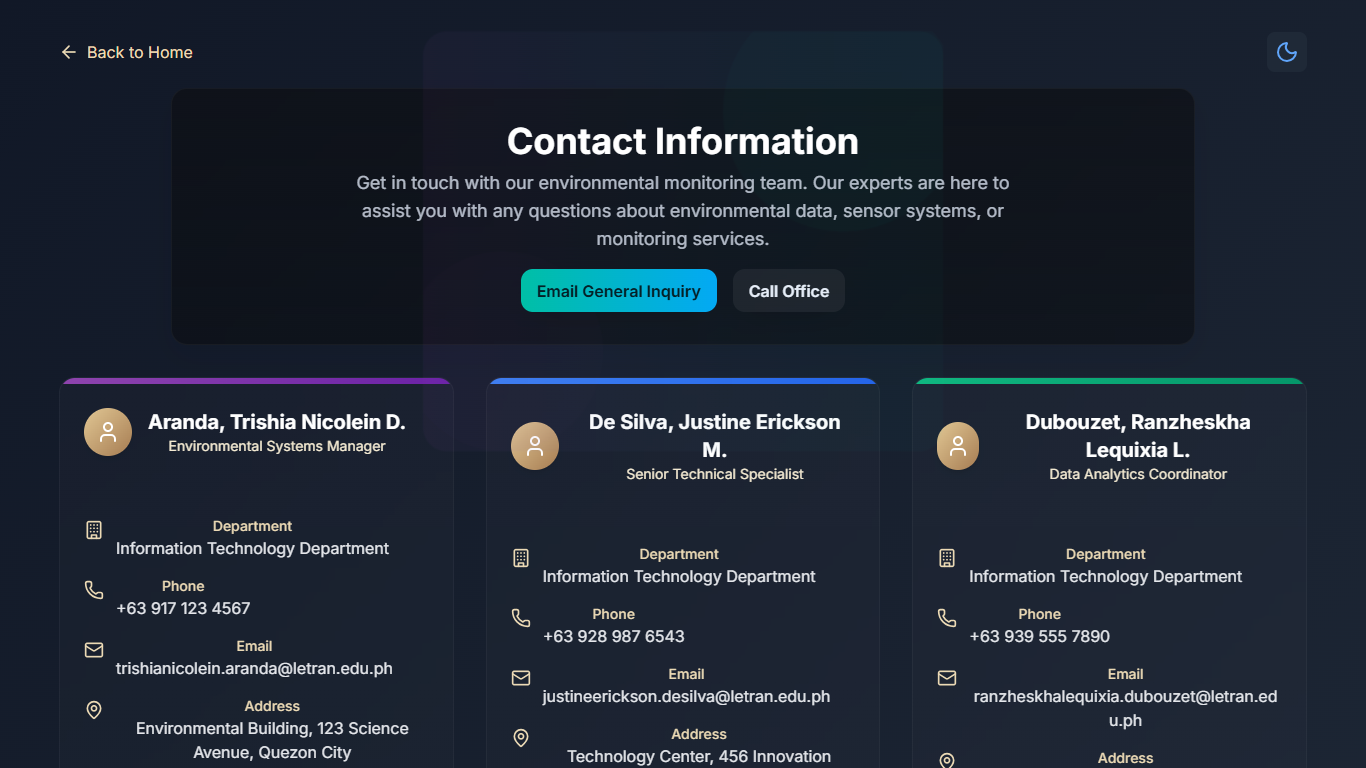 Back to Home
Contact Information
Get in touch with our environmental monitoring team. Our experts are here to
assist you with any questions about environmental data, sensor systems, or
monitoring services.
Email General Inquiry
Call Office
Aranda, Trishia Nicolein D.
Environmental Systems Manager
Department
Information Technology Department
Phone
+63 917 123 4567
Email
trishianicolein.aranda@letran.edu.ph
Address
Environmental Building, 123 Science
Avenue, Quezon City
De Silva, Justine Erickson
M.
Senior Technical Specialist
Department
Information Technology Department
Phone
+63 928 987 6543
Email
justineerickson.desilva@letran.edu.ph
Address
Technology Center, 456 Innovation
Dubouzet, Ranzheskha
Lequixia L.
Data Analytics Coordinator
Department
Information Technology Department
Phone
+63 939 555 7890
Email
ranzheskhalequixia.dubouzet@letran.ed
u.ph
Address